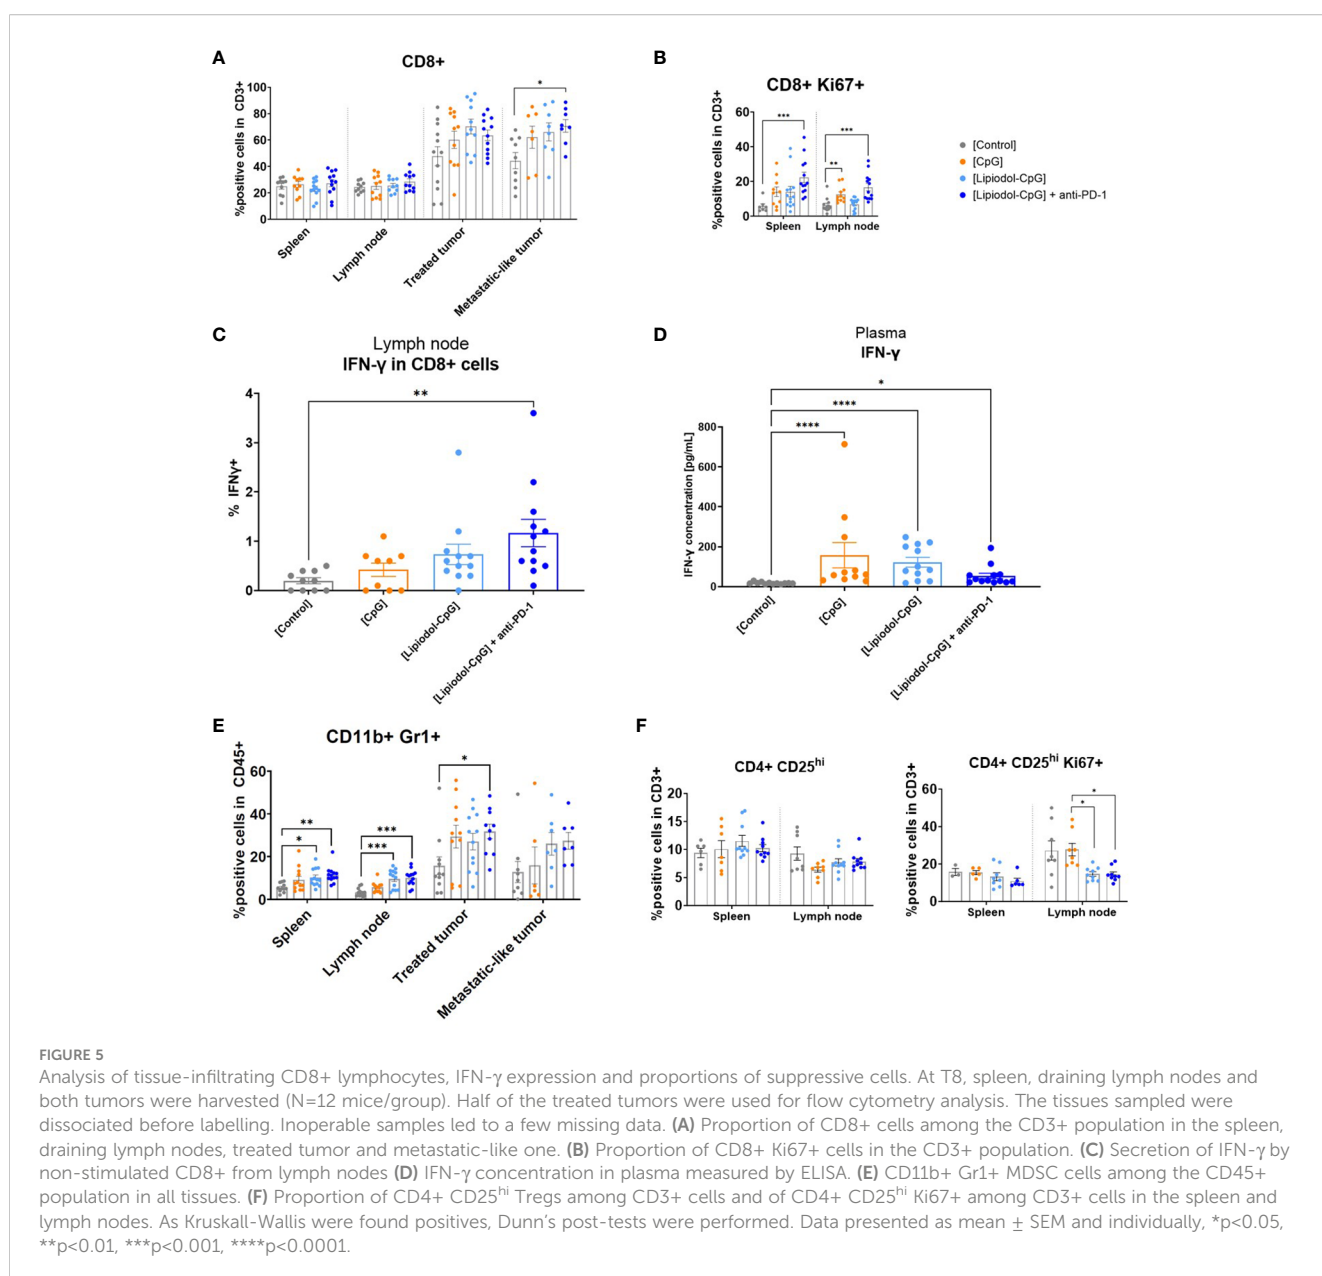 A
CD8+
%positive cells in CD3+
100
80
60
40
20
0
*
Spleen
Lymph node
Treated tumor
Metastatic-like tumor
B
CD8+ Ki67+
%positive cells in CD3+
60
40
20
0
***
***
**
Spleen
Lymph node
[Control]
[CpG]
[Lipiodol-CpG]
[Lipiodol-CpG] + anti-PD-1
C
Lymph node
IFN-γ in CD8+ cells
% IFNγ+
4
3
2
1
0
**
[Control]
[CpG]
[Lipiodol-CpG]
[Lipiodol-CpG] + anti-PD-1
D
Plasma
IFN-γ
IFN-γ concentration [pg/mL]
800
600
400
200
0
*
****
****
[Control]
[CpG]
[Lipiodol-CpG]
[Lipiodol-CpG] + anti-PD-1
E
CD11b+ Gr1+
%positive cells in CD45+
60
40
20
0
**
*
***
***
*
Spleen
Lymph node
Treated tumor
Metastatic-like tumor
F
CD4+ CD25hi
%positive cells in CD3+
20
15
10
5
0
Spleen
Lymph node
CD4+ CD25hi Ki67+
%positive cells in CD3+
60
40
20
0
*
*
Spleen
Lymph node
FIGURE 5
Analysis of tissue-infiltrating CD8+ lymphocytes, IFN-γ expression and proportions of suppressive cells. At T8, spleen, draining lymph nodes and
both tumors were harvested (N=12 mice/group). Half of the treated tumors were used for flow cytometry analysis. The tissues sampled were
dissociated before labelling. Inoperable samples led to a few missing data. (A) Proportion of CD8+ cells among the CD3+ population in the spleen,
draining lymph nodes, treated tumor and metastatic-like one. (B) Proportion of CD8+ Ki67+ cells in the CD3+ population. (C) Secretion of IFN-γ by
non-stimulated CD8+ from lymph nodes (D) IFN-γ concentration in plasma measured by ELISA. (E) CD11b+ Gr1+ MDSC cells among the CD45+
population in all tissues. (F) Proportion of CD4+ CD25hi Tregs among CD3+ cells and of CD4+ CD25hi Ki67+ among CD3+ cells in the spleen and
lymph nodes. As Kruskall-Wallis were found positives, Dunn's post-tests were performed. Data presented as mean ± SEM and individually, *p<0.05,
**p<0.01, ***p<0.001, ****p<0.0001.